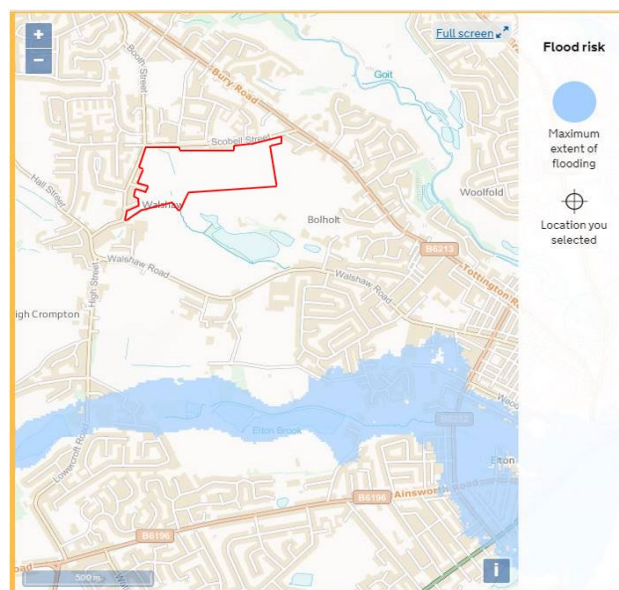 +
−
Full screen
Booth Street
Bury Road
Goit
Scobell Street
Hall Street
Walshaw
Woolfold
Bolholt
Walshaw Road
Walshaw Road
B6213
Tottington
High Street
igh Crompton
Elton Brook
B6213
Elton
Lowercroft Road
B6196
Ainsworth Road
B6196
oad
500 m
i
Flood risk
Maximum
extent of
flooding
Location you
selected